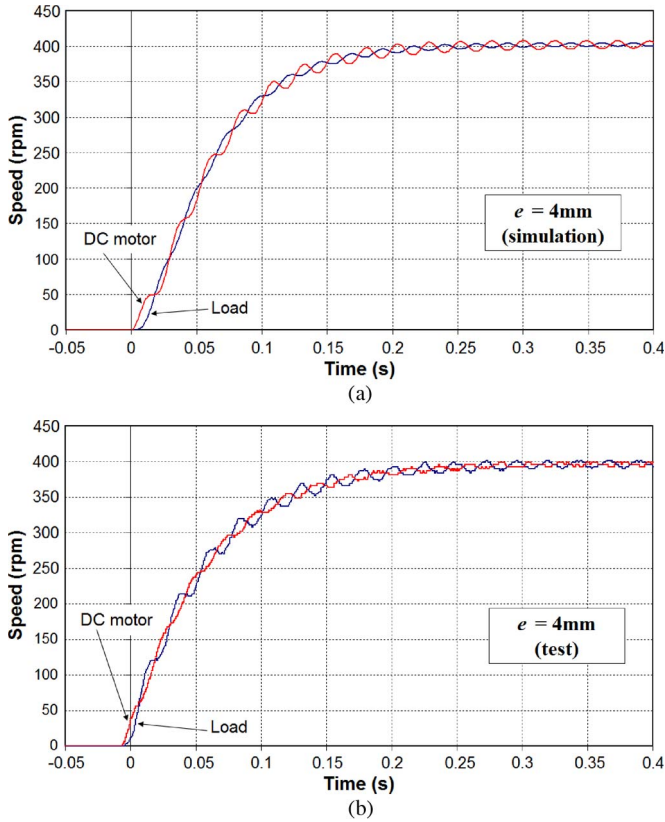 450
400
350
300
250
200
150
100
50
0
Speed (rpm)
DC motor
Load
e = 4mm
(simulation)
-0.05 0 0.05 0.1 0.15 0.2 0.25 0.3 0.35 0.4
Time (s)
(a)
450
400
350
300
250
200
150
100
50
0
Speed (rpm)
DC motor
Load
e = 4mm
(test)
-0.05 0 0.05 0.1 0.15 0.2 0.25 0.3 0.35 0.4
Time (s)
(b)